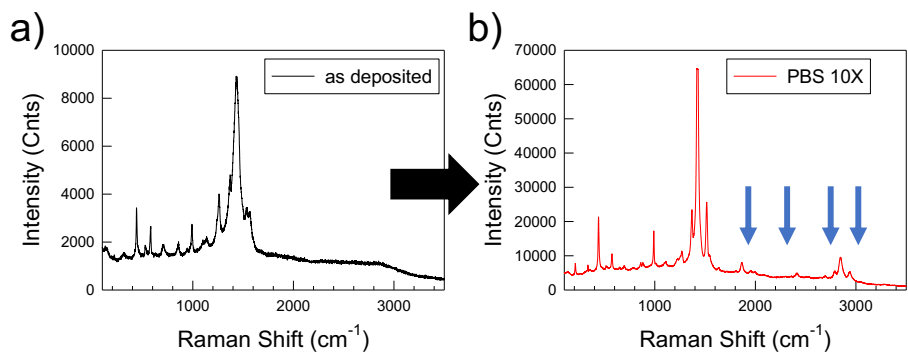 a)
10000
8000
6000
4000
2000
0
Intensity (Cnts)
as deposited
1000
2000
3000
Raman Shift (cm-1)
b)
70000
60000
50000
40000
30000
20000
10000
0
Intensity (Cnts)
PBS 10X
1000
2000
3000
Raman Shift (cm-1)